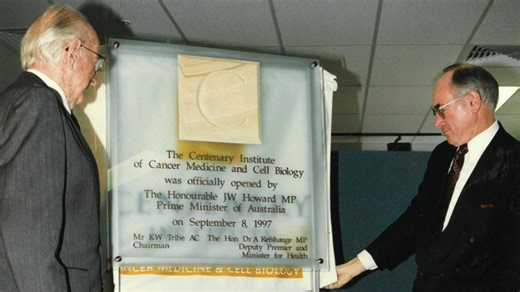 The Centenary Institute
of Cancer Medicine and Cell Biology
was officially opened by
The Honourable JW Howard MP
Prime Minister of Australia
on September 8, 1997
Mr KW Tribe AC The Hon Dr A Refshauge MP
Chairman Deputy Premier and
Minister for Health
NCER MEDICINE & CELL BIOLOGY